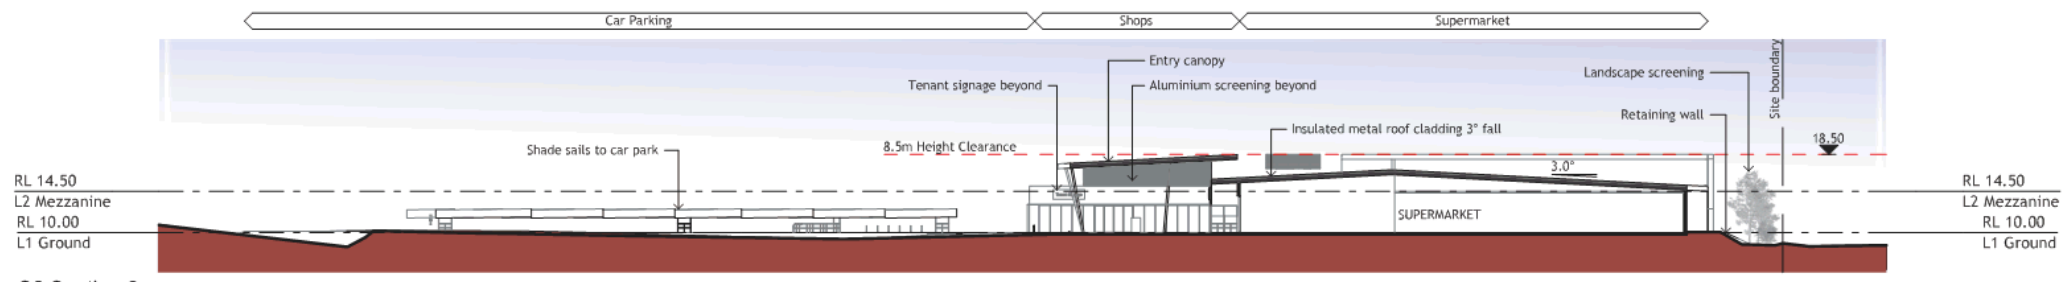 Car Parking
Shops
Supermarket
Entry canopy
Tenant signage beyond
Aluminium screening beyond
Landscape screening
Site boundary
Retaining wall
Insulated metal roof cladding 3° fall
Shade sails to car park
8.5m Height Clearance
18.50
3.0°
RL 14.50
L2 Mezzanine
RL 10.00
L1 Ground
SUPERMARKET
RL 14.50
L2 Mezzanine
RL 10.00
L1 Ground